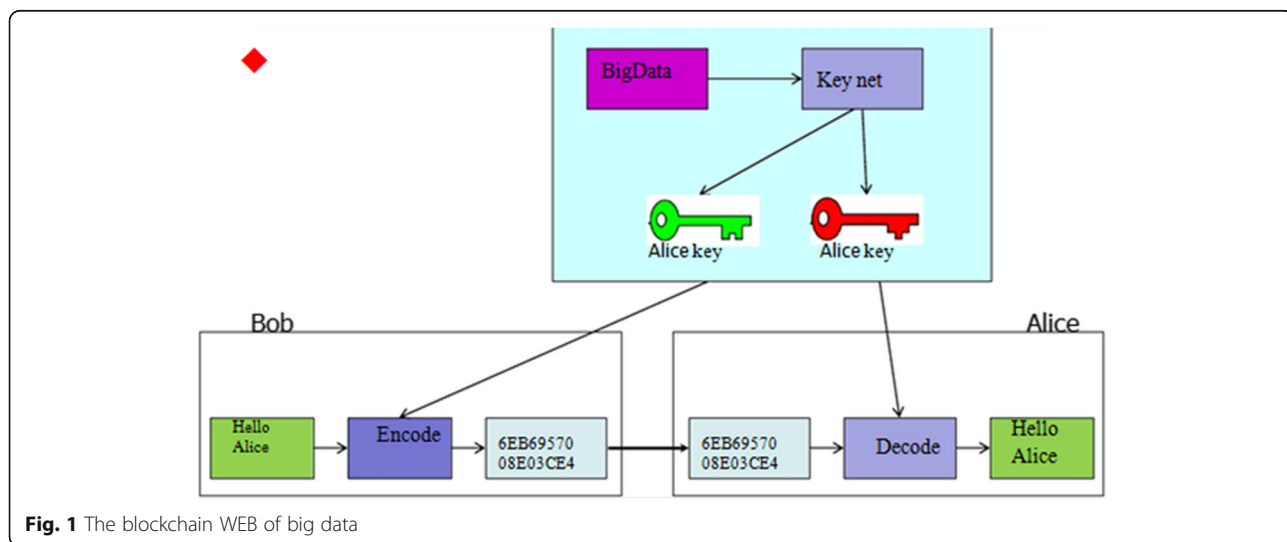 BigData
Key net
Alice key
Alice key
Bob
Alice
Hello
Alice
Encode
6EB69570
08E03CE4
6EB69570
08E03CE4
Decode
Hello
Alice
Fig. 1 The blockchain WEB of big data